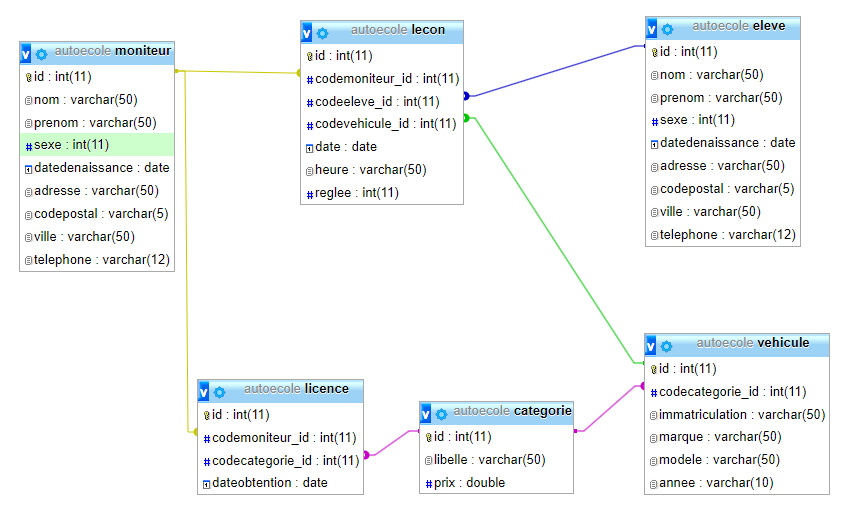 autoecole moniteur
id : int(11)
nom : varchar(50)
prenom : varchar(50)
sexe : int(11)
datedenaissance : date
adresse : varchar(50)
codepostal : varchar(5)
ville : varchar(50)
telephone : varchar(12)
autoecole lecon
id : int(11)
codemoniteur_id : int(11)
codeeleve_id : int(11)
codevehicule_id : int(11)
date : date
heure : varchar(50)
reglee : int(11)
autoecole eleve
id : int(11)
nom : varchar(50)
prenom : varchar(50)
sexe : int(11)
datedenaissance : date
adresse : varchar(50)
codepostal : varchar(5)
ville : varchar(50)
telephone : varchar(12)
autoecole licence
id : int(11)
codemoniteur_id : int(11)
codecategorie_id : int(11)
dateobtention : date
autoecole categorie
id : int(11)
libelle : varchar(50)
prix : double
autoecole vehicule
id : int(11)
codecategorie_id : int(11)
immatriculation : varchar(50)
marque : varchar(50)
modele : varchar(50)
annee : varchar(10)